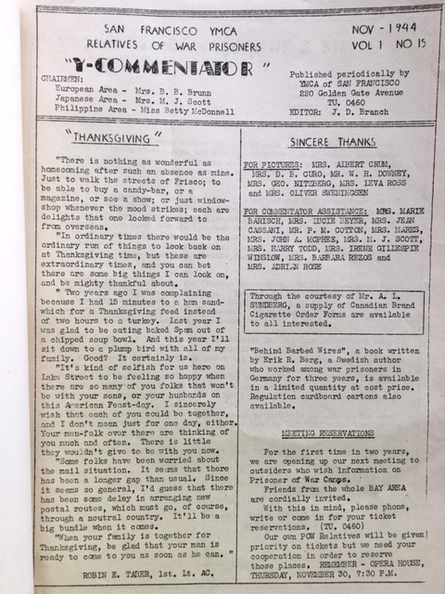 SAN FRANCISCO YMCA
RELATIVES OF WAR PRISONERS
NOV - 1944
VOL 1 NO 15
"Y-COMMENTATOR"
CHAIRMEN:
European Area - Mrs. B. B. Brunn
Japanese Area - Mrs. M. J. Scott
Philippine Area - Miss Betty McDonnell
Published periodically by
YMCA of SAN FRANCISCO
220 Golden Gate Avenue
TU. 0460
EDITOR: J. D. Branch
"THANKSGIVING"
"There is nothing as wonderful as
homecoming after such an absence as mine.
Just to walk the streets of Frisco; to
be able to buy a candy-bar, or a
magazine, or see a show; or just window-
shop whenever the mood strikes; each are
delights that one looked forward to
from overseas.
"In ordinary times there would be the
ordinary run of things to look back on
at Thanksgiving time, but these are
extraordinary times, and you can bet
there are some big things I can look on,
and be mighty thankful about.
"Two years ago I was complaining
because I had 15 minutes to a ham sand-
wich for a Thanksgiving feed instead
of two hours to a turkey. Last year I
was glad to be eating boked Spam out of
a chipped soup bowl. And this year I'll
sit down to a plump bird with all of my
family. Good? It certainly is.
"It's kind of selfish for us here on
Lake Street to be feeling so happy when
there are so many of you folks that won't
be with your sons, or your husbands on
this American Feast-day. I sincerely
wish that each of you could be together,
and I don't mean just for one day, either.
Your men-folk over there are thinking of
you much and often. There is little
they wouldn't give to be with you now.
"Some folks have been worried about
the mail situation. It seems that there
has been a longer gap than usual. Since
it seems so general, I'd guess that there
has been some delay in arranging new
postal routes, which must go, of course,
through a neutral country. It'll be a
big bundle when it comes.
"When your family is together for
Thanksgiving, be glad that your man is
ready to come to you as soon as he can."
ROBIN E. TABER, 1st. Lt. AC.
SINCERE THANKS
FOR PICTURES: MRS. ALBERT CRUM,
MRS. D. B. CURO, MR. W. H. DOWNEY,
MRS. GEO. NITZBERG, MRS. LEVA ROSS
and MRS. OLIVER SWENINGSEN
FOR COMMENTATOR ASSISTANCE: MRS. MARIE
BARISCH, MRS. LUCIE BEYER, MRS. JEAN
CASSANI, MR. P. M. COTTON, MRS.
MRS. JOHN A. MCPHEE, MRS. M. J. SCOTT,
MRS. HARRY TODD, MRS. IRENE GILLESPIE
WINSLOW, MRS. BARBARA REZOS and
MRS. ADRIJN ROSE
Through the courtesy of Mr. A. L.
SUNDBERG, a supply of Canadian Brand
Cigarette Order Forms are available
to all interested.
"Behind Barbed Wires", a book written
by Erik R. Berg, a Swedish author
who worked among war prisoners in
Germany for three years, is available
in a limited quantity at cost price.
Regulation cardboard cartons also
available.
MEETING RESERVATIONS
For the first time in two years,
we are opening up our next meeting to
outsiders who wish information on
Prisoner of War Camps.
Friends from the whole BAY AREA
are cordially invited.
With this in mind, please phone,
write or come in for your ticket
reservations. (TU. 0460)
Our own POW Relatives will be given
priority on tickets but we need your
cooperation in order to reserve
those places. REMEMBER - OPERA HOUSE,
THURSDAY, NOVEMBER 30, 7:30 P.M.